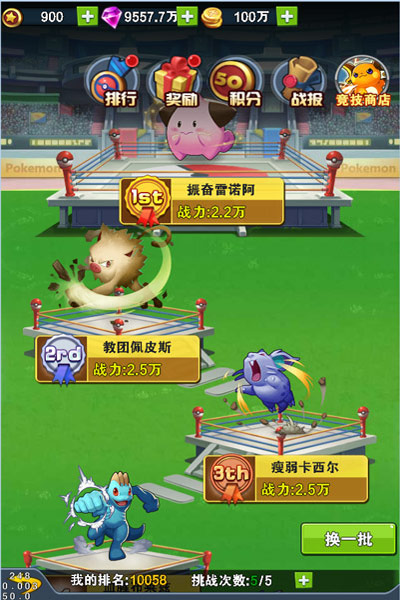 900
9557.7万
100万
排行
奖励
50
积分
战报
竞技商店
Pokemon
Pokemon
1st
振奋雷诺阿
战力:2.2万
2rd
教团佩皮斯
战力:2.5万
3th
瘦弱卡西尔
战力:2.5万
换一批
248
0.003
50.0
我的排名:10058
挑战次数:5/5